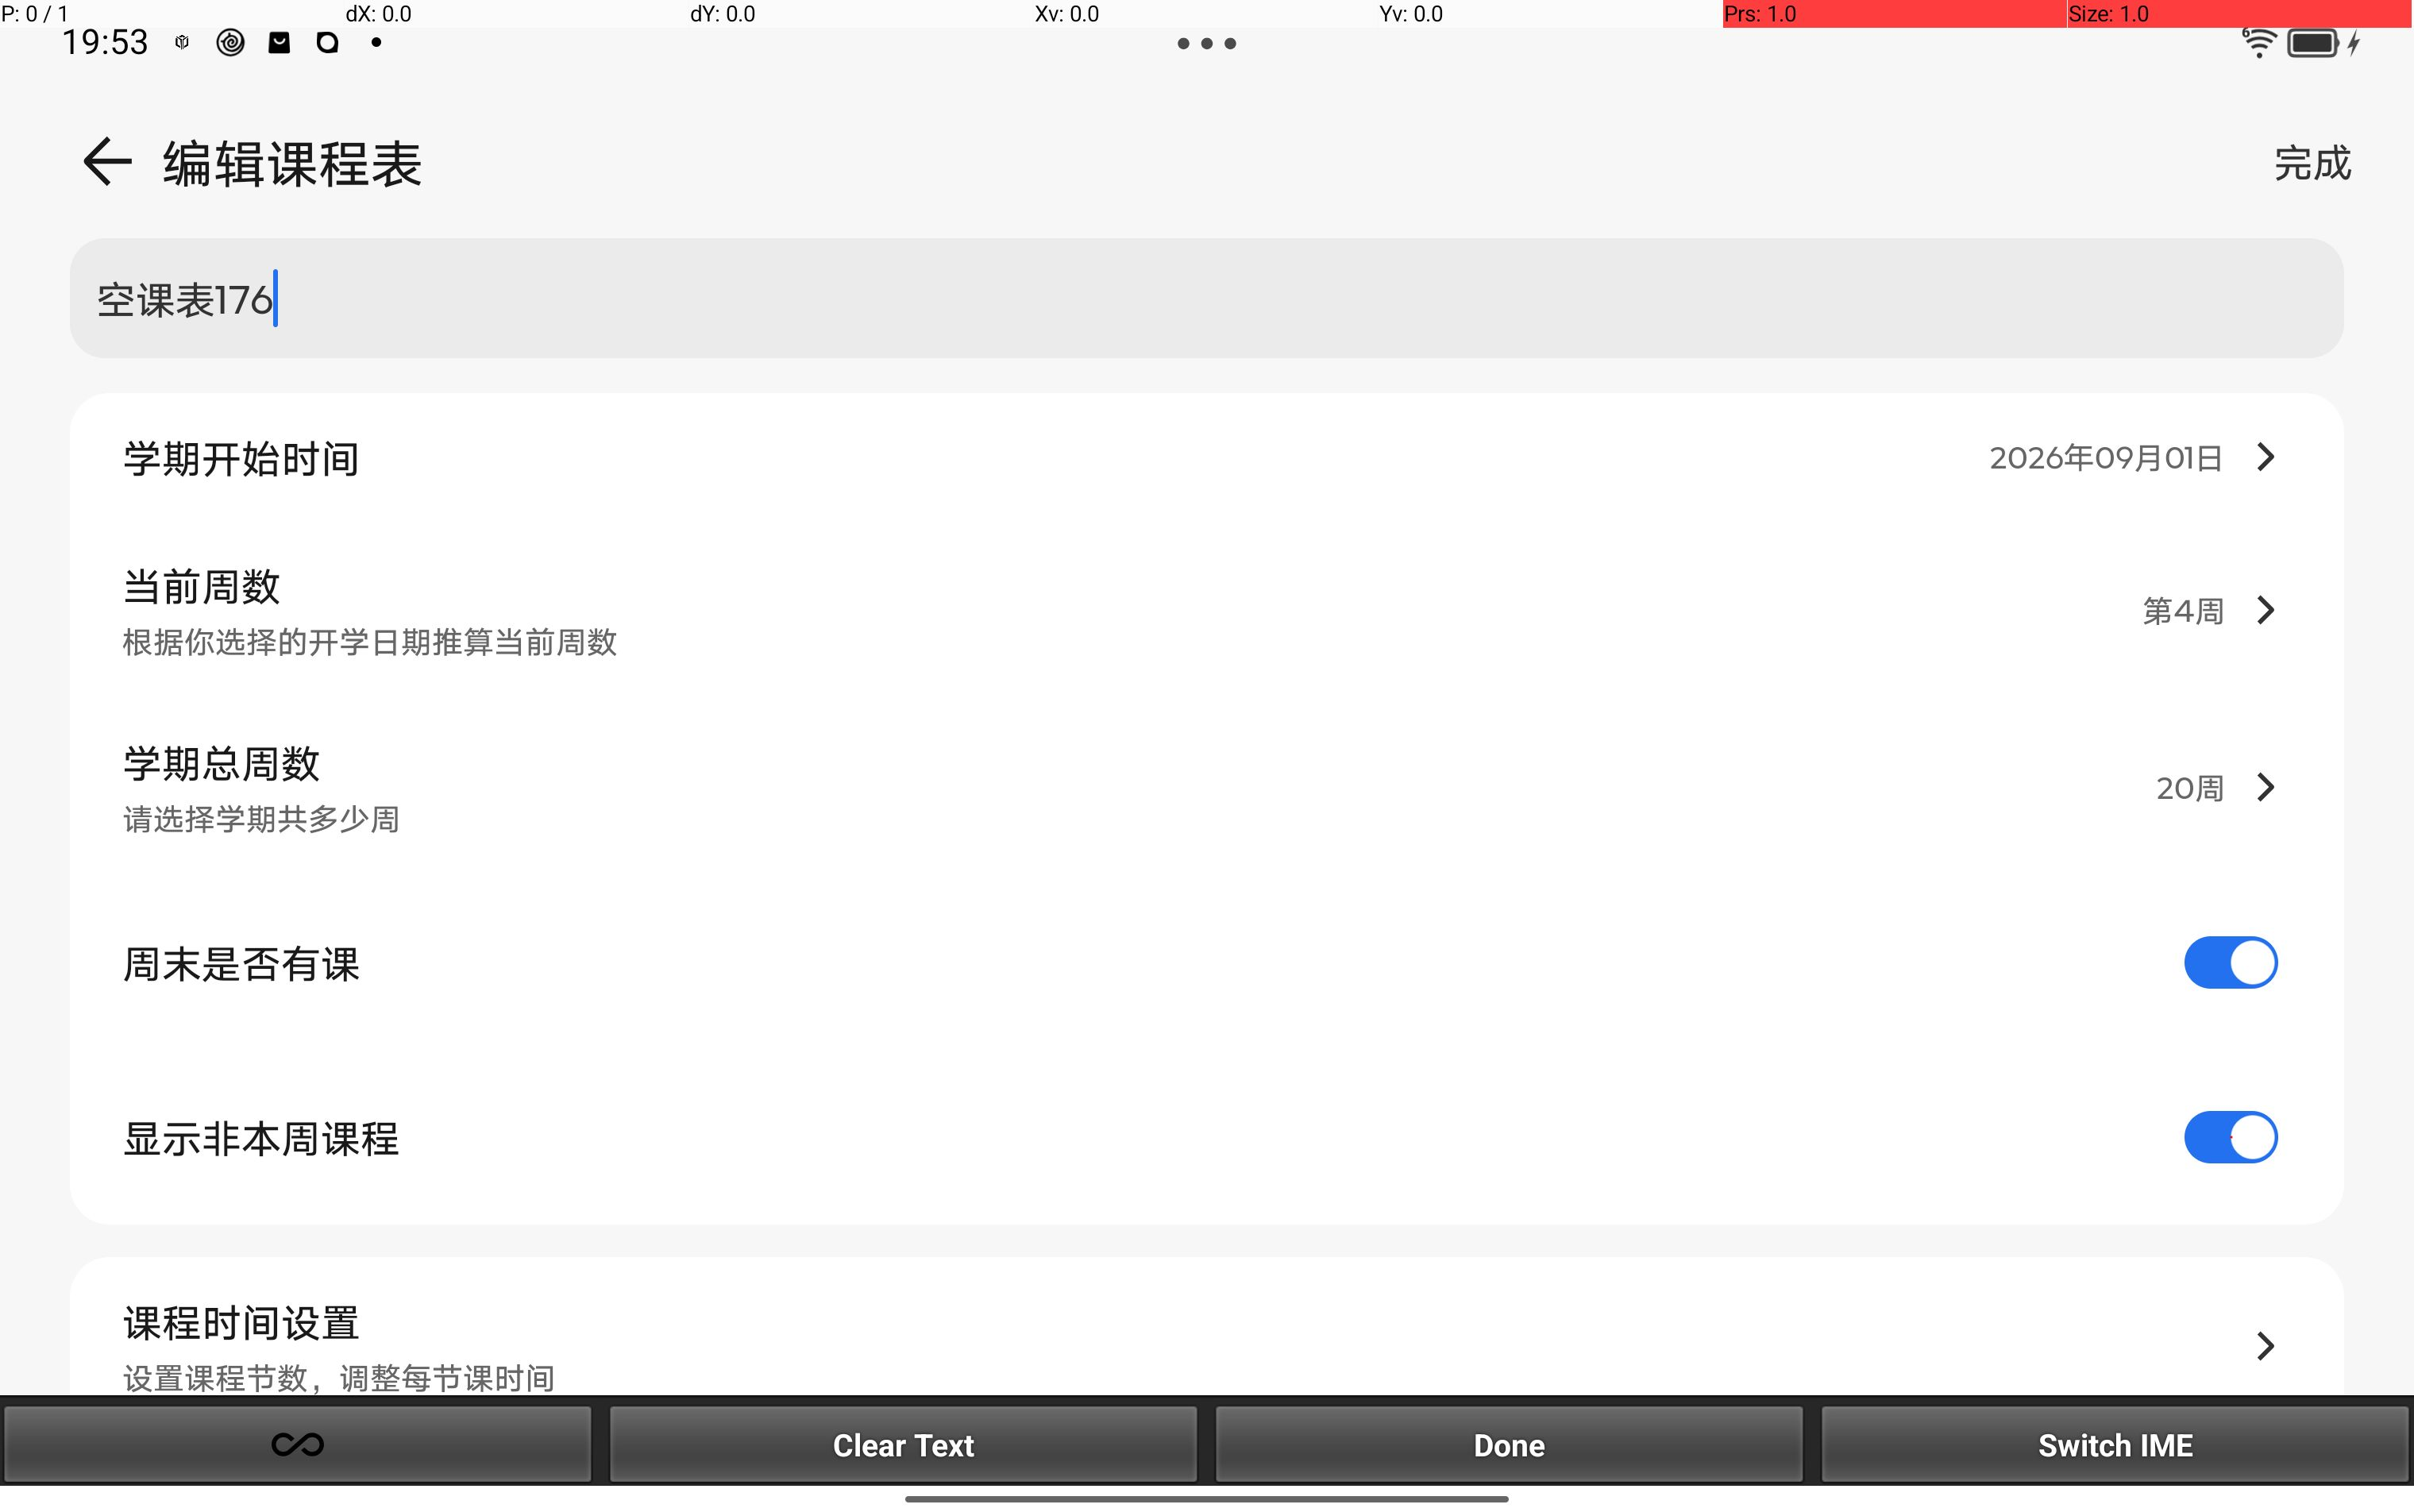 P: 0 / 1 dX: 0.0 dY: 0.0 Xv: 0.0 Yv: 0.0 Prs: 1.0 Size: 1.0
19:53 6
编辑课程表 完成
空课表176
学期开始时间 2026年09月01日
当前周数 第4周
根据你选择的开学日期推算当前周数
学期总周数 20周
请选择学期共多少周
周末是否有课
显示非本周课程
课程时间设置
设置课程节数，调整每节课时间
Clear Text Done Switch IME